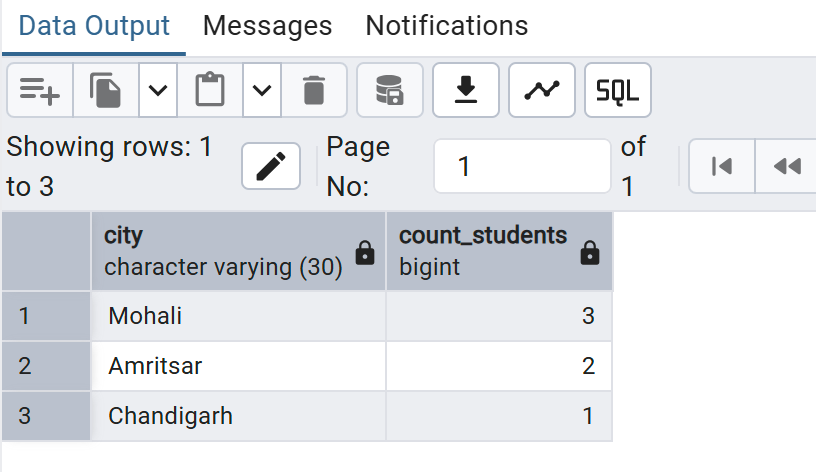 Data Output Messages Notifications
SQL
Showing rows: 1 to 3
Page No: 1 of 1
city character varying (30) count_students bigint
1 Mohali 3
2 Amritsar 2
3 Chandigarh 1